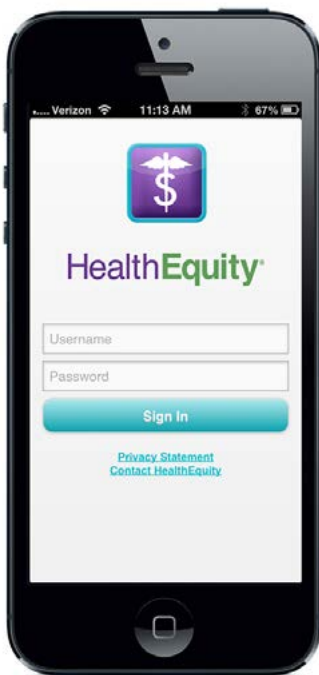 Verizon 11:13 AM 67%
HealthEquity®
Username
Password
Sign In
Privacy Statement
Contact HealthEquity